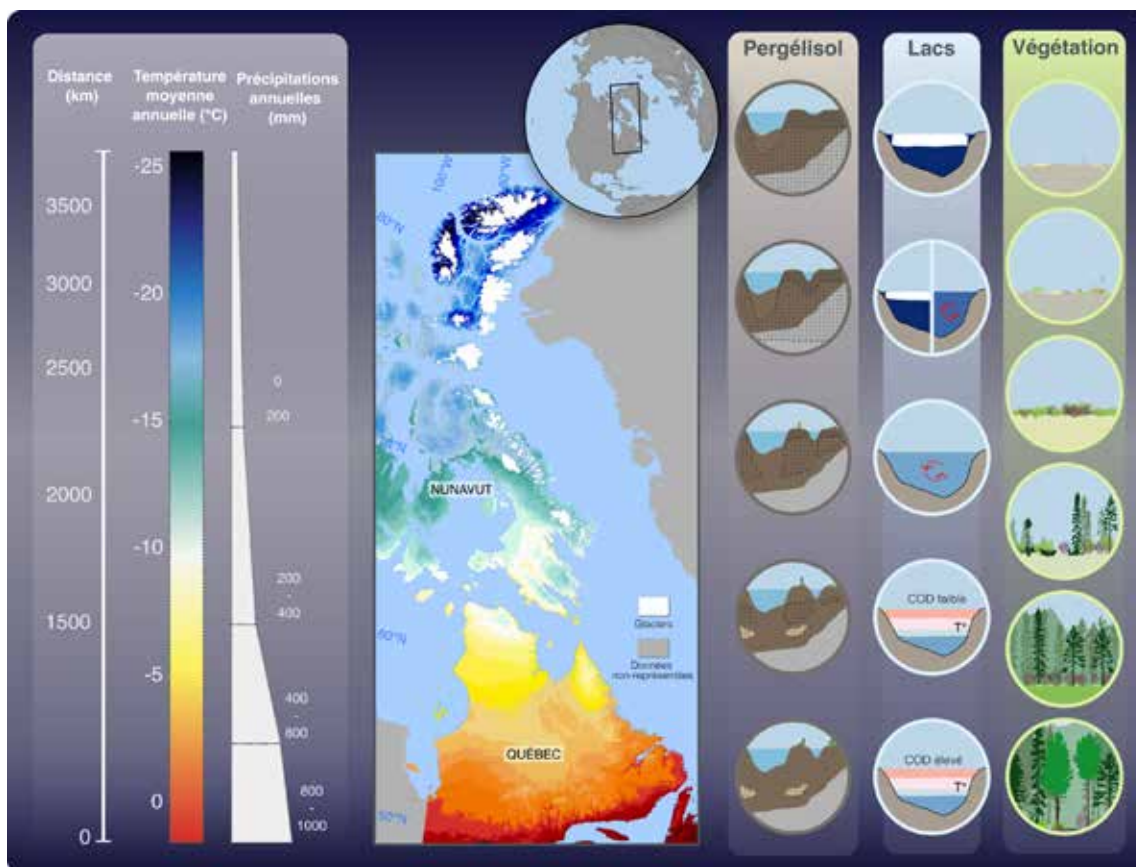 Distance
(km)
Température
moyenne
annuelle (°C)
Précipitations
annuelles
(mm)
3500
3000
2500
2000
1500
0
-25
-20
-15
-10
-5
0
0
200
200
-
400
400
-
800
800
-
1000
100°W
80°N
NUNAVUT
60°N
QUÉBEC
50°N
Glaciers
Données
non-représentées
Pergélisol
Lacs
COD faible
T°
COD élevé
T°
Végétation